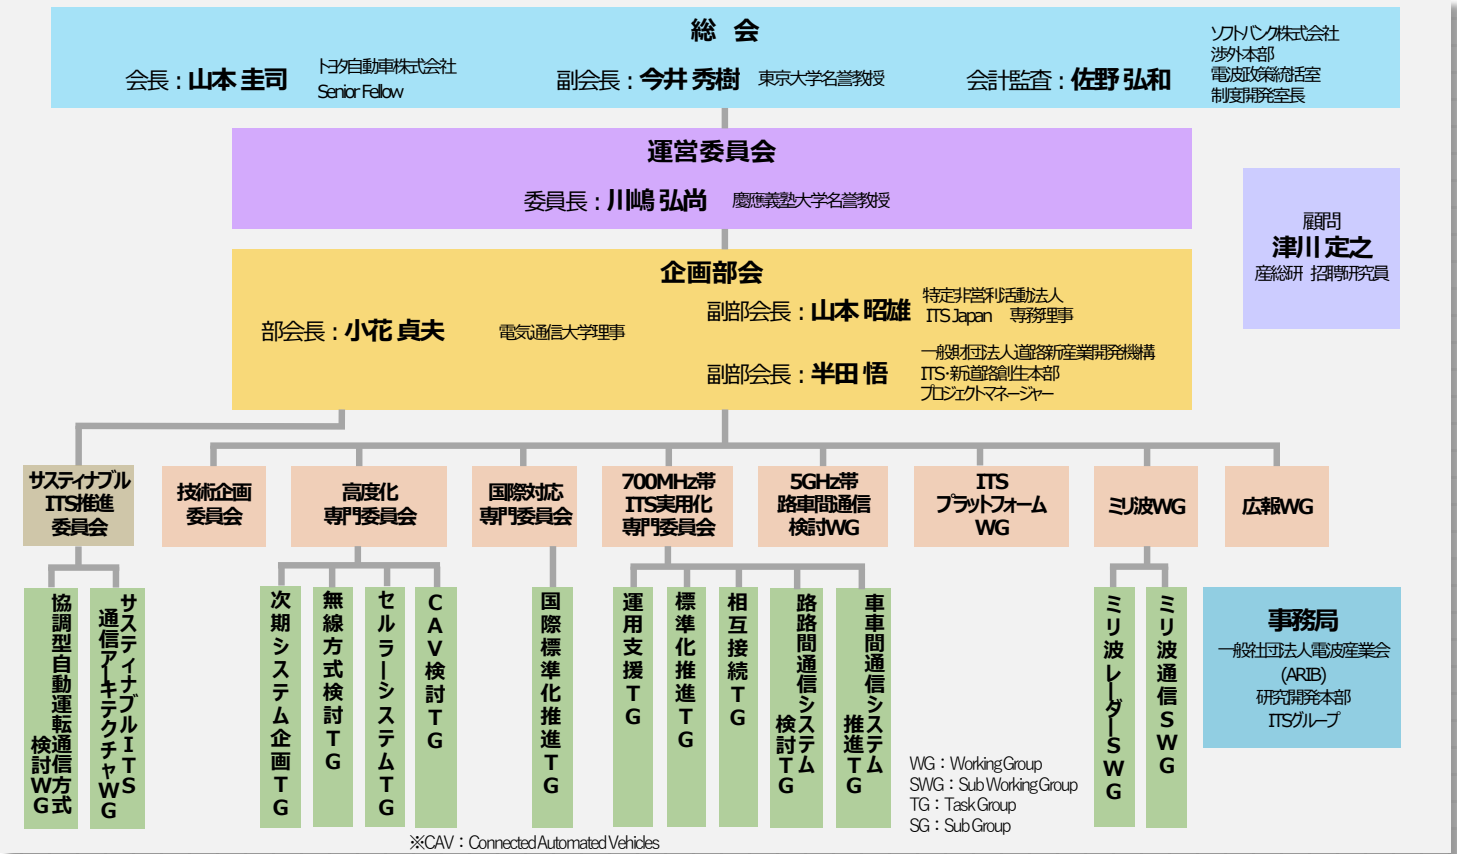 総 会
会長：山本 圭司
トヨタ自動車株式会社
Senior Fellow
副会長：今井 秀樹
東京大学名誉教授
会計監査：佐野 弘和
ソフトバンク株式会社
渉外本部
電波政策統括室
制度開発室長
運営委員会
委員長：川嶋 弘尚
慶應義塾大学名誉教授
顧問
津川 定之
産総研 招聘研究員
企画部会
部会長：小花 貞夫
電気通信大学理事
副部会長：山本 昭雄
特定非営利活動法人
ITS Japan 専務理事
副部会長：半田 悟
一般財団法人道路新産業開発機構
ITS・新道路創生本部
プロジェクトマネージャー
サスティナブル
ITS推進
委員会
技術企画
委員会
高度化
専門委員会
国際対応
専門委員会
700MHz帯
ITS実用化
専門委員会
5GHz帯
路車間通信
検討WG
ITS
プラットフォーム
WG
ミリ波WG
広報WG
協調型自動運転通信方式
検討WG
サスティナブルITS
通信アーキテクチャWG
次期システム企画TG
無線方式検討TG
セルラーシステムTG
CAV検討TG
国際標準化推進TG
運用支援TG
標準化推進TG
相互接続TG
路路間通信システム
検討TG
車車間通信システム
推進TG
ミリ波レーダーSWG
ミリ波通信SWG
事務局
一般社団法人電波産業会
(ARIB)
研究開発本部
ITSグループ
WG：Working Group
SWG：Sub Working Group
TG：Task Group
SG：Sub Group
※CAV：Connected Automated Vehicles